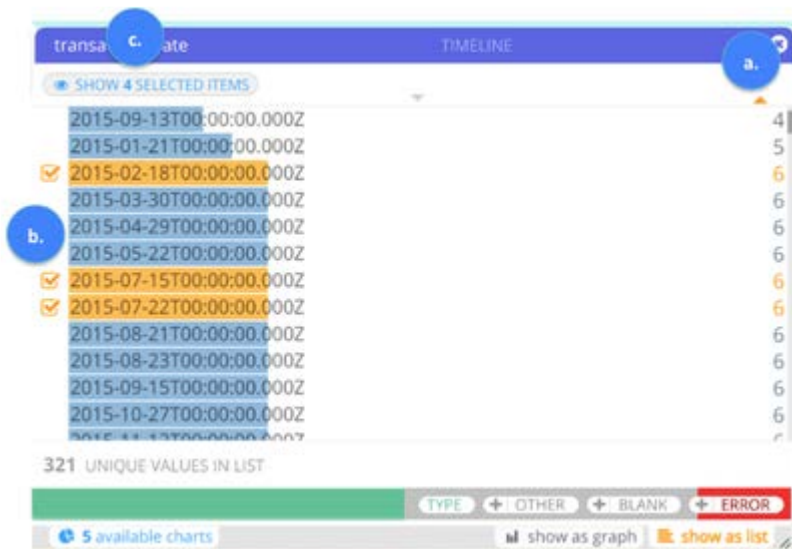 transa c. ate TIMELINE
a.
SHOW 4 SELECTED ITEMS
2015-09-13T00:00:00.000Z 4
2015-01-21T00:00:00.000Z 5
2015-02-18T00:00:00.000Z 6
2015-03-30T00:00:00.000Z 6
b.
2015-04-29T00:00:00.000Z 6
2015-05-22T00:00:00.000Z 6
2015-07-15T00:00:00.000Z 6
2015-07-22T00:00:00.000Z 6
2015-08-21T00:00:00.000Z 6
2015-08-23T00:00:00.000Z 6
2015-09-15T00:00:00.000Z 6
2015-10-27T00:00:00.000Z 6
321 UNIQUE VALUES IN LIST
TYPE + OTHER + BLANK + ERROR
5 available charts show as graph show as list